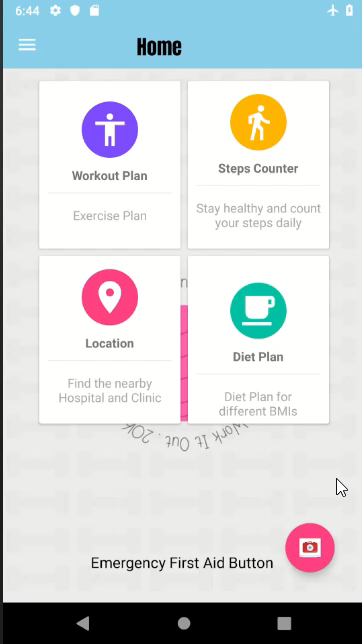 6:44
Home
Workout Plan
Exercise Plan
Steps Counter
Stay healthy and count
your steps daily
Location
Find the nearby
Hospital and Clinic
Diet Plan
Diet Plan for
different BMIs
Work It Out . 20
Emergency First Aid Button